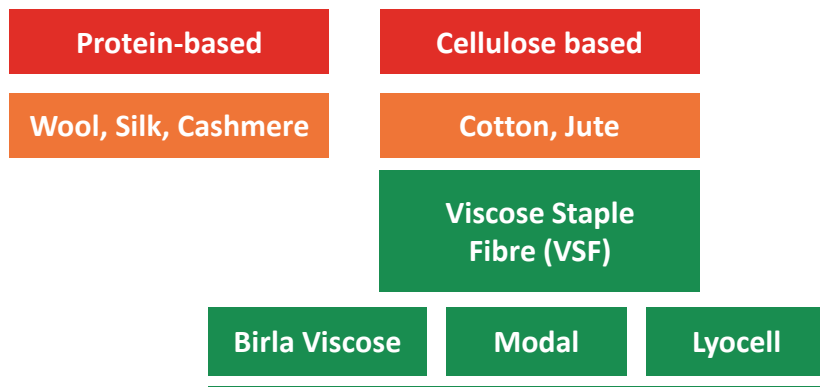 Protein-based
Cellulose based
Wool, Silk, Cashmere
Cotton, Jute
Viscose Staple
Fibre (VSF)
Birla Viscose
Modal
Lyocell